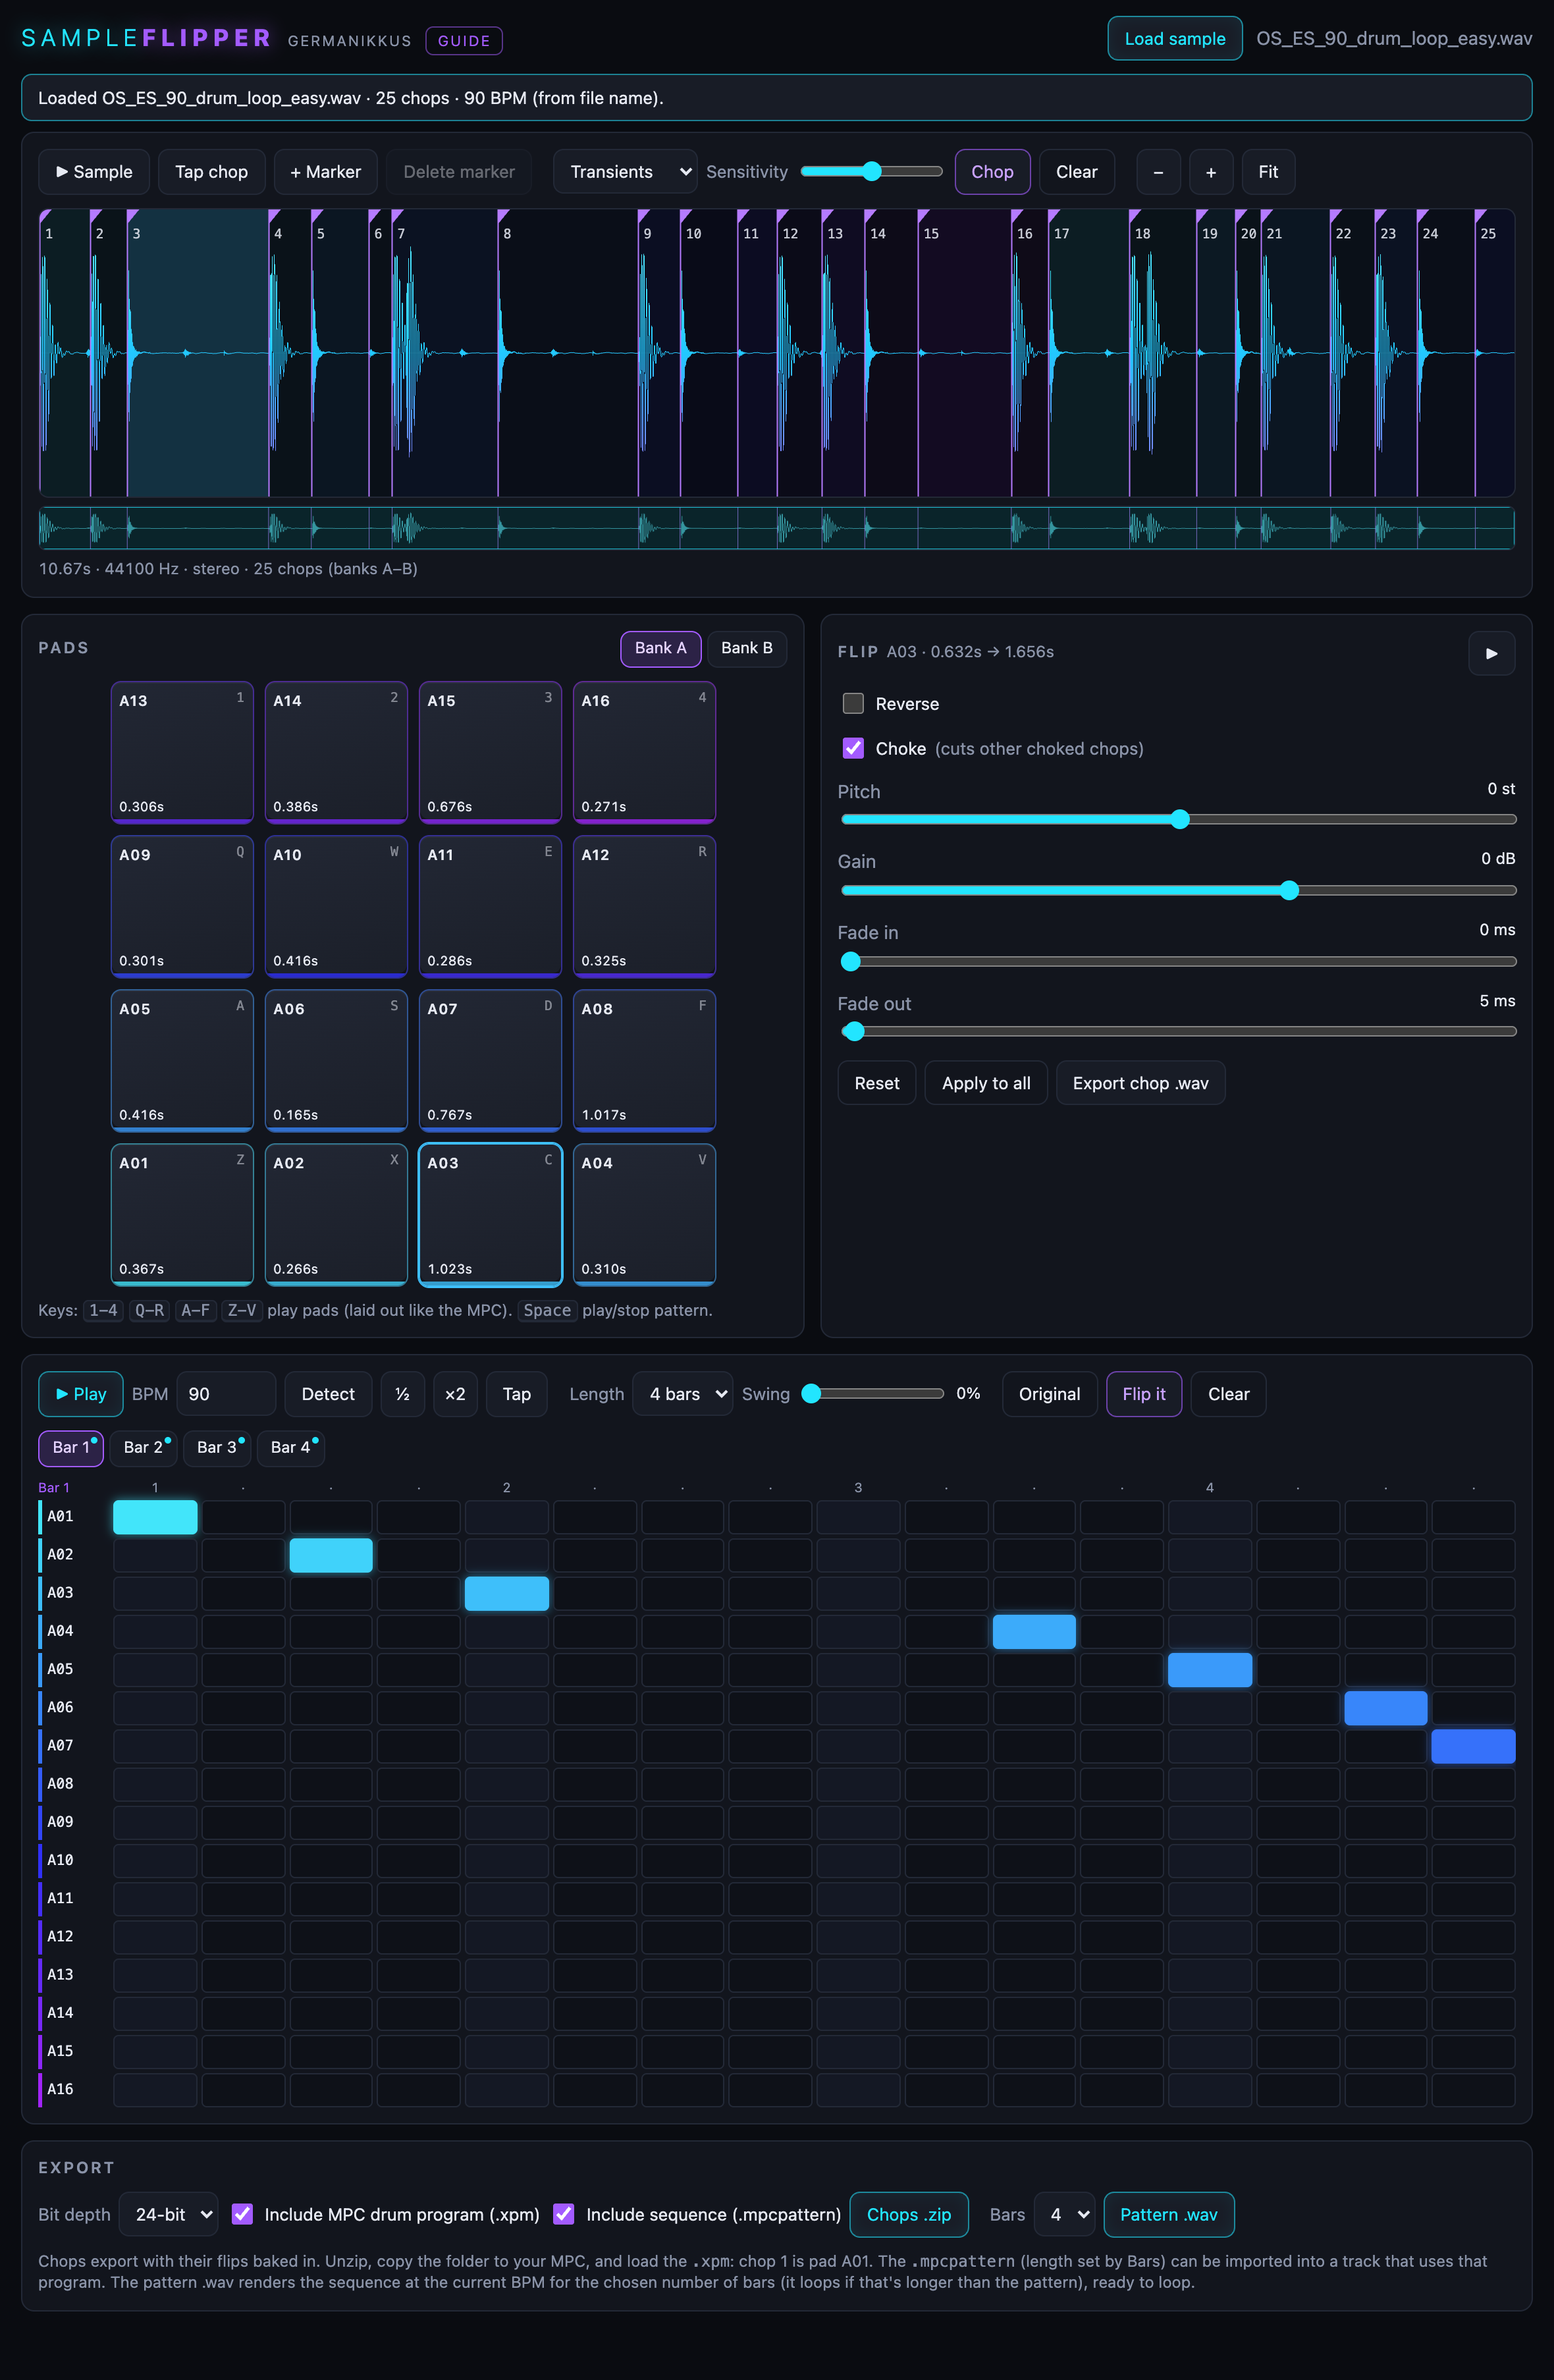 SAMPLEFLIPPER GERMANIKKUS GUIDE Load sample OS_ES_90_drum_loop_easy.wav
Loaded OS_ES_90_drum_loop_easy.wav · 25 chops · 90 BPM (from file name).
▶ Sample Tap chop + Marker Delete marker Transients Sensitivity Chop Clear − + Fit
1 2 3 4 5 6 7 8 9 10 11 12 13 14 15 16 17 18 19 20 21 22 23 24 25
10.67s · 44100 Hz · stereo · 25 chops (banks A–B)
PADS Bank A Bank B
A13 1 A14 2 A15 3 A16 4
0.306s 0.386s 0.676s 0.271s
A09 Q A10 W A11 E A12 R
0.301s 0.416s 0.286s 0.325s
A05 A A06 S A07 D A08 F
0.416s 0.165s 0.767s 1.017s
A01 Z A02 X A03 C A04 V
0.367s 0.266s 1.023s 0.310s
Keys: 1–4 Q–R A–F Z–V play pads (laid out like the MPC). Space play/stop pattern.
FLIP A03 · 0.632s → 1.656s ▶
Reverse
Choke (cuts other choked chops)
Pitch 0 st
Gain 0 dB
Fade in 0 ms
Fade out 5 ms
Reset Apply to all Export chop .wav
▶ Play BPM 90 Detect ½ ×2 Tap Length 4 bars Swing 0% Original Flip it Clear
Bar 1 Bar 2 Bar 3 Bar 4
Bar 1 1 · · · 2 · · · 3 · · · 4 · · ·
A01
A02
A03
A04
A05
A06
A07
A08
A09
A10
A11
A12
A13
A14
A15
A16
EXPORT
Bit depth 24-bit Include MPC drum program (.xpm) Include sequence (.mpcpattern) Chops .zip Bars 4 Pattern .wav
Chops export with their flips baked in. Unzip, copy the folder to your MPC, and load the .xpm: chop 1 is pad A01. The .mpcpattern (length set by Bars) can be imported into a track that uses that
program. The pattern .wav renders the sequence at the current BPM for the chosen number of bars (it loops if that's longer than the pattern), ready to loop.